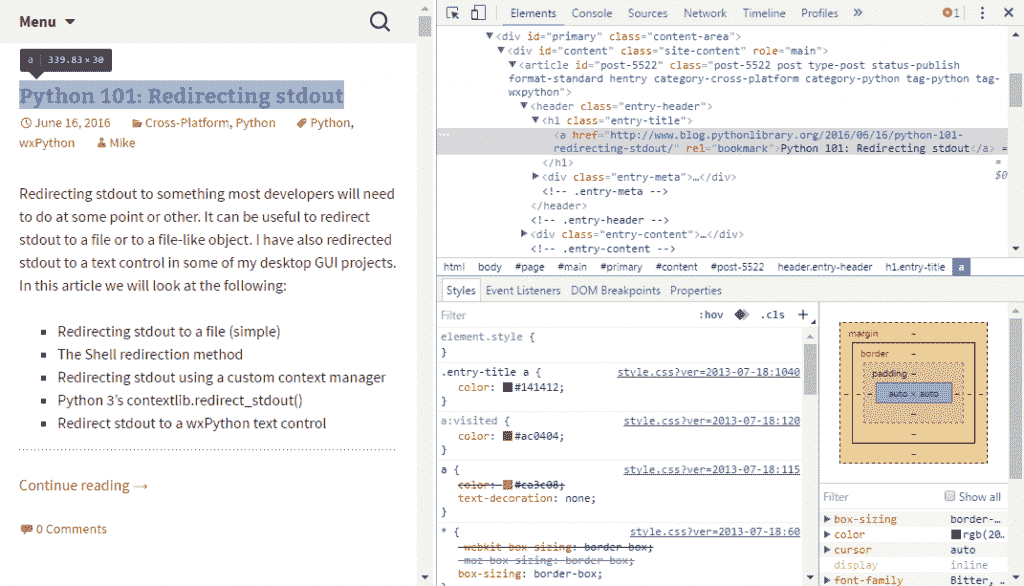 Menu
a | 339.83 × 30
Python 101: Redirecting stdout
June 16, 2016 Cross-Platform, Python Python,
wxPython Mike
Redirecting stdout to something most developers will need
to do at some point or other. It can be useful to redirect
stdout to a file or to a file-like object. I have also redirected
stdout to a text control in some of my desktop GUI projects.
In this article we will look at the following:
Redirecting stdout to a file (simple)
The Shell redirection method
Redirecting stdout using a custom context manager
Python 3's contextlib.redirect_stdout()
Redirect stdout to a wxPython text control
Continue reading →
0 Comments
Elements Console Sources Network Timeline Profiles » 1
<div id="primary" class="content-area">
<div id="content" class="site-content" role="main">
<article id="post-5522" class="post-5522 post type-post status-publish
format-standard hentry category-cross-platform category-python tag-python tag-
wxpython">
<header class="entry-header">
<h1 class="entry-title">
<a href="http://www.blog.pythonlibrary.org/2016/06/16/python-101-
redirecting-stdout/" rel="bookmark">Python 101: Redirecting stdout</a> =
</h1> =
<div class="entry-meta">…</div> $0
<!-- .entry-meta -->
</header>
<!-- .entry-header -->
<div class="entry-content">…</div>
<!-- .entry-content -->
html body #page #main #primary #content #post-5522 header.entry-header h1.entry-title a
Styles Event Listeners DOM Breakpoints Properties
Filter :hov .cls +
element.style {
}
.entry-title a { style.css?ver=2013-07-18:1040
color: #141412;
}
a:visited { style.css?ver=2013-07-18:120
color: #ac0404;
}
a { style.css?ver=2013-07-18:115
color: #ca3c08;
text-decoration: none;
}
* { style.css?ver=2013-07-18:60
-webkit-box-sizing: border-box;
-moz-box-sizing: border-box;
box-sizing: border-box;
margin -
border -
padding -
- - - auto × auto - - -
-
-
-
Filter Show all
box-sizing border-…
color rgb(20…
cursor auto
display inline
font-family Bitter, …